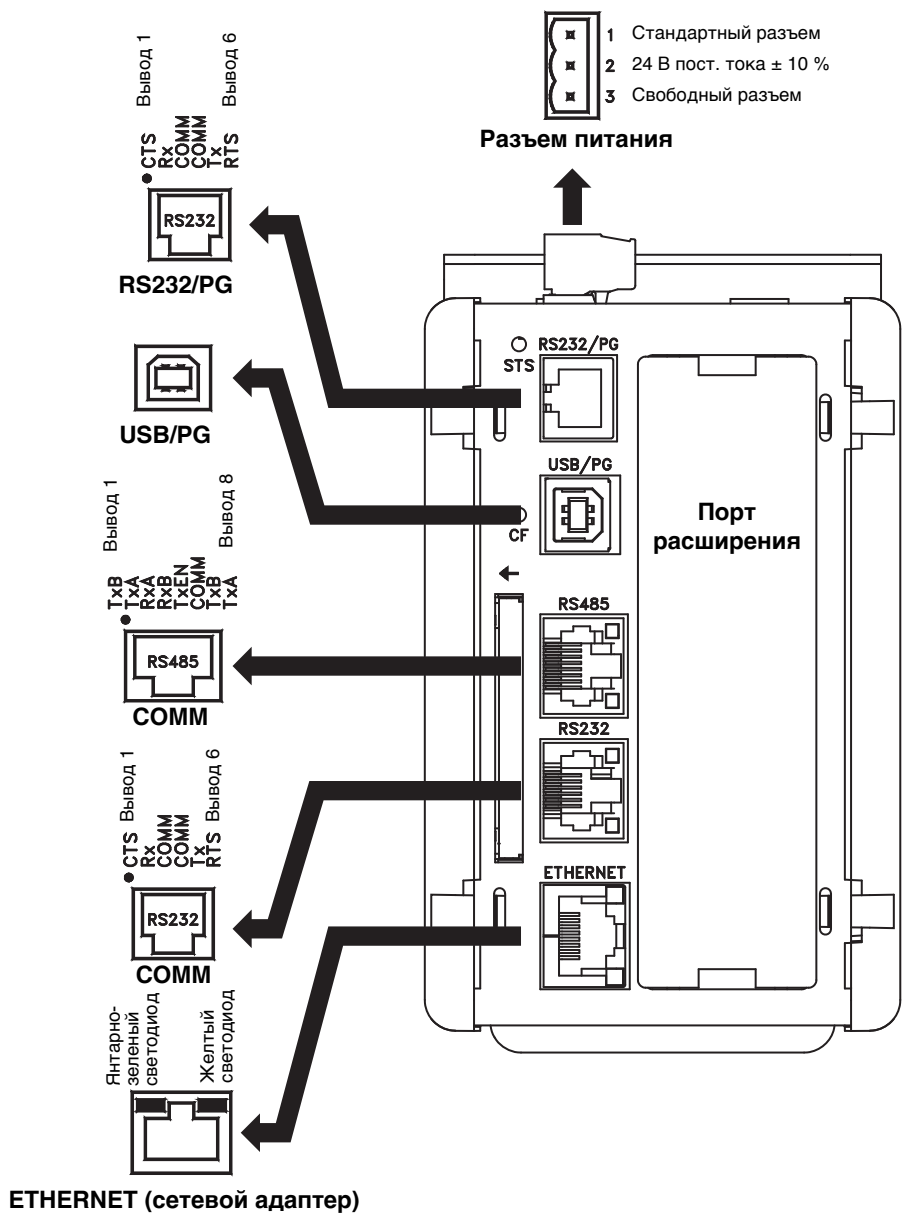 1 Стандартный разъем
2 24 В пост. тока ± 10 %
3 Свободный разъем
Разъем питания
Вывод 1
Вывод 6
CTS
Rx
COMM
COMM
Tx
RTS
RS232
RS232/PG
USB/PG
Вывод 1
Вывод 8
TxB
TxA
RxA
RxB
TxEN
COMM
TxB
TxA
RS485
COMM
Вывод 1
Вывод 6
CTS
Rx
COMM
COMM
Tx
RTS
RS232
COMM
Янтарно-
зеленый
светодиод
Желтый
светодиод
ETHERNET (сетевой адаптер)
STS
RS232/PG
USB/PG
CF
RS485
RS232
ETHERNET
Порт
расширения